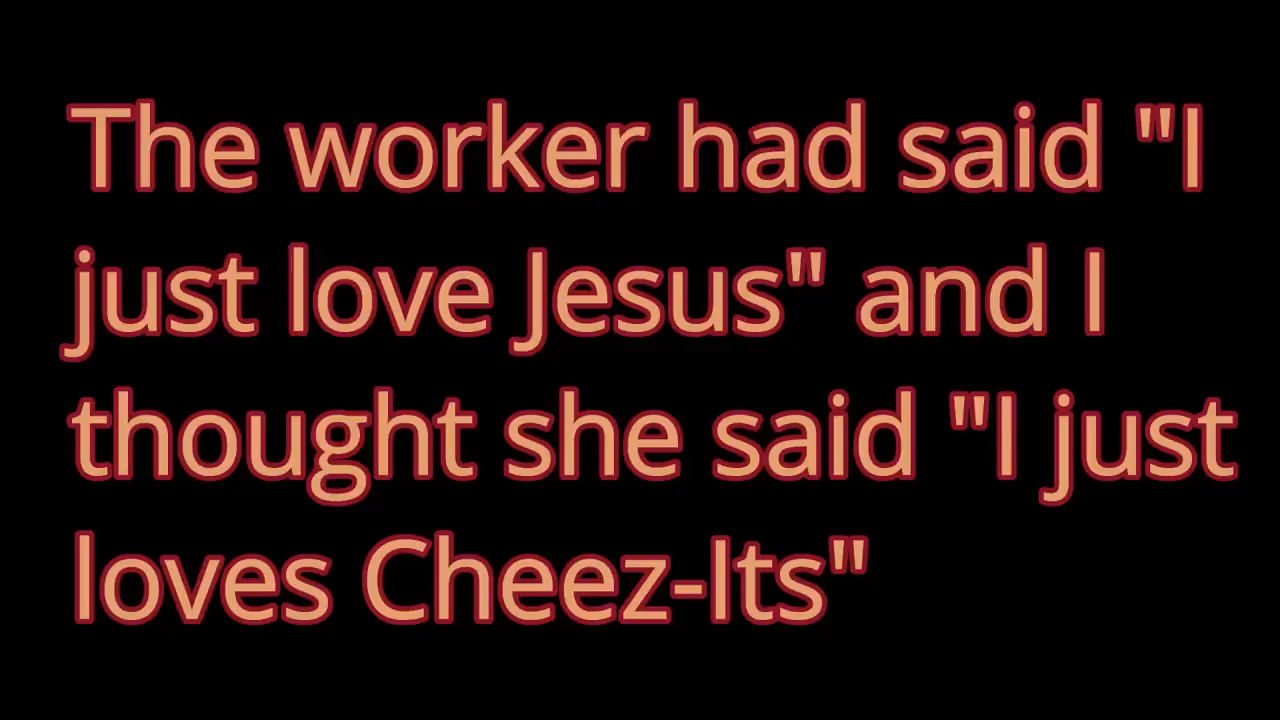 The worker had said "I
just love Jesus" and I
thought she said "I just
loves Cheez-Its"